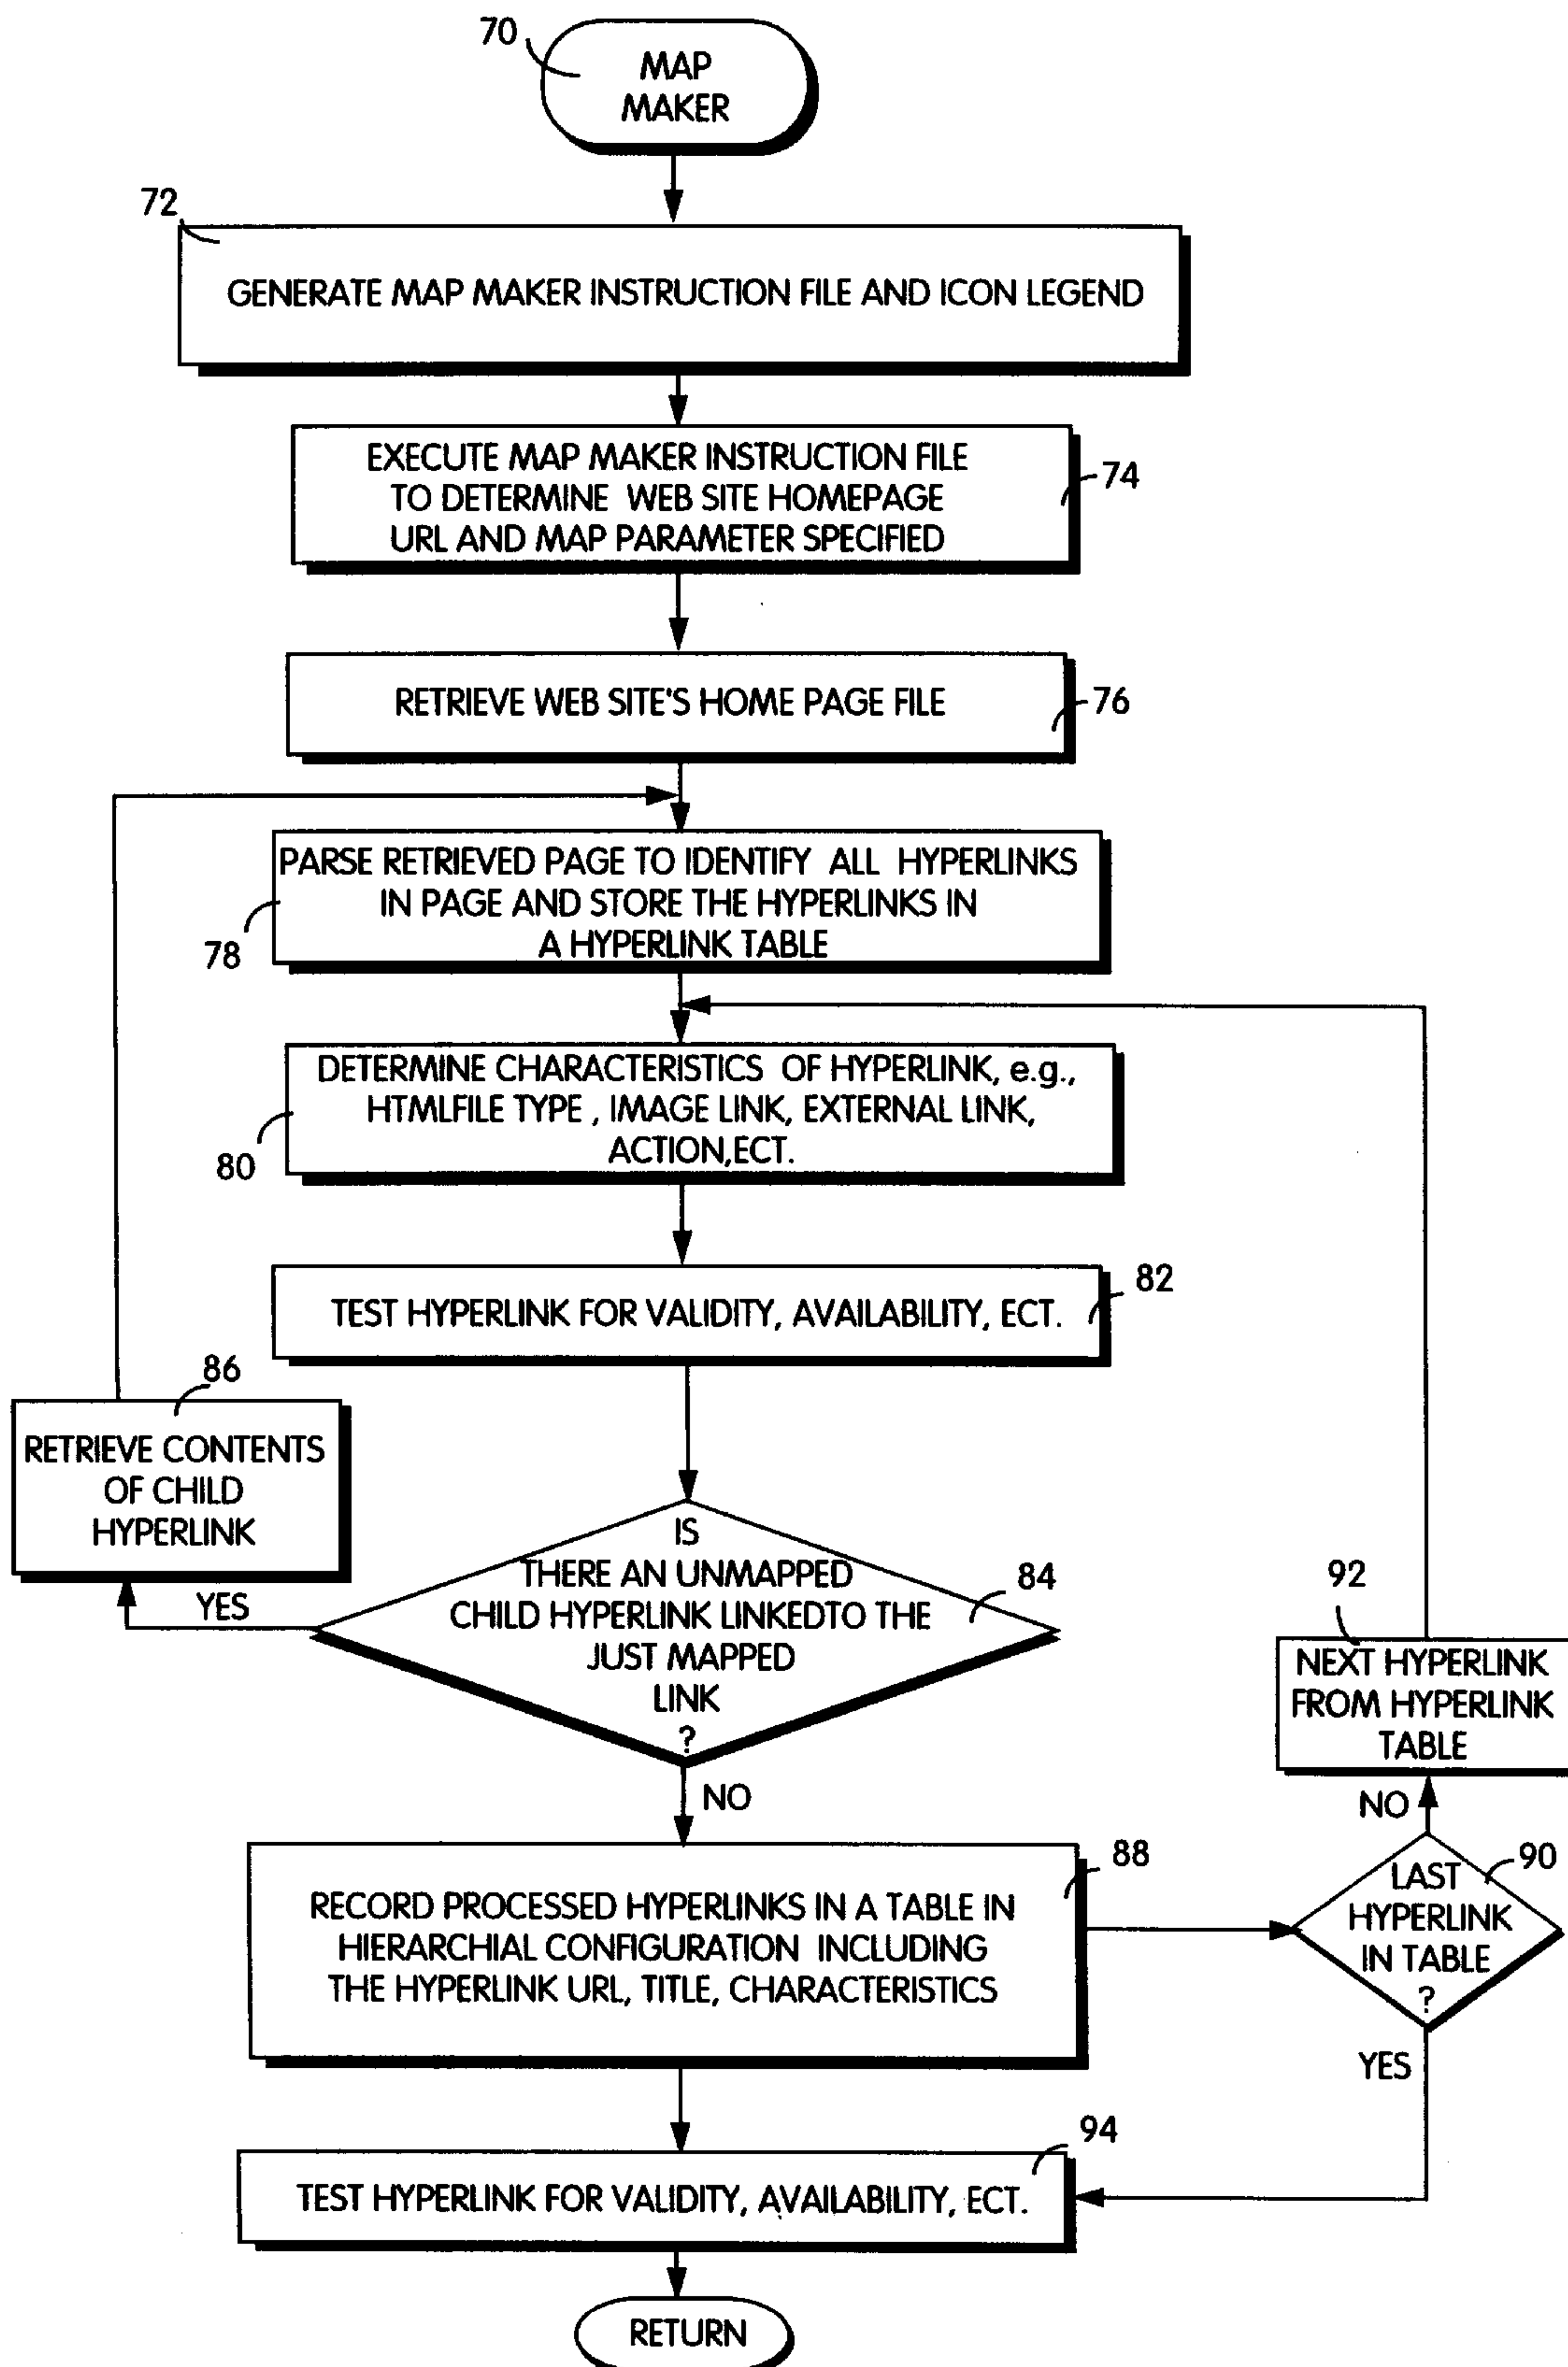 70
MAP
MAKER
72
GENERATE MAP MAKER INSTRUCTION FILE AND ICON LEGEND
EXECUTE MAP MAKER INSTRUCTION FILE
TO DETERMINE WEB SITE HOMEPAGE
URL AND MAP PARAMETER SPECIFIED
74
RETRIEVE WEB SITE'S HOME PAGE FILE
76
PARSE RETRIEVED PAGE TO IDENTIFY ALL HYPERLINKS
IN PAGE AND STORE THE HYPERLINKS IN
A HYPERLINK TABLE
78
DETERMINE CHARACTERISTICS OF HYPERLINK, e.g.,
HTMLFILE TYPE , IMAGE LINK, EXTERNAL LINK,
ACTION,ECT.
80
82
TEST HYPERLINK FOR VALIDITY, AVAILABILITY, ECT.
86
RETRIEVE CONTENTS
OF CHILD
HYPERLINK
YES
IS
THERE AN UNMAPPED
CHILD HYPERLINK LINKEDTO THE
JUST MAPPED
LINK
?
84
NO
92
NEXT HYPERLINK
FROM HYPERLINK
TABLE
NO
88
RECORD PROCESSED HYPERLINKS IN A TABLE IN
HIERARCHIAL CONFIGURATION INCLUDING
THE HYPERLINK URL, TITLE, CHARACTERISTICS
90
LAST
HYPERLINK
IN TABLE
?
YES
94
TEST HYPERLINK FOR VALIDITY, AVAILABILITY, ECT.
RETURN